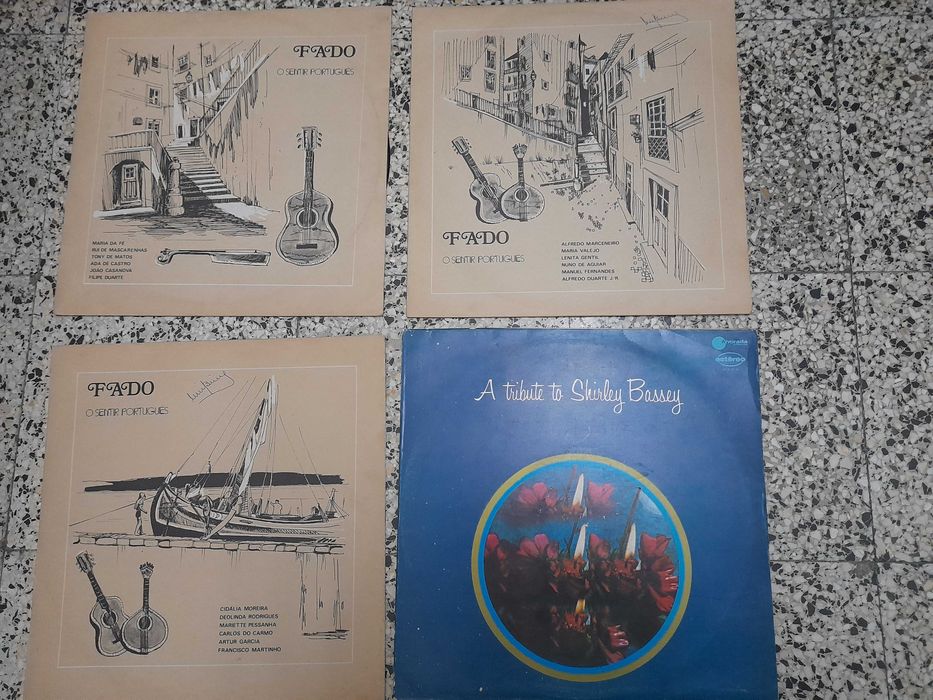 FADO
O SENTIR PORTUGUÊS
MARIA DA FÉ
RUI DE MASCARENHAS
TONY DE MATOS
ADA DE CASTRO
JOÃO CASANOVA
FILIPE DUARTE
FADO
O SENTIR PORTUGUÊS
ALFREDO MARCENEIRO
MARIA VALEJO
LENITA GENTIL
NUNO DE AGUIAR
MANUEL FERNANDES
ALFREDO DUARTE J.R.
FADO
O SENTIR PORTUGUÊS
CIDÁLIA MOREIRA
DEOLINDA RODRIGUES
MARIETTE PESSANHA
CARLOS DO CARMO
ARTUR GARCIA
FRANCISCO MARTINHO
A tribute to Shirley Bassey